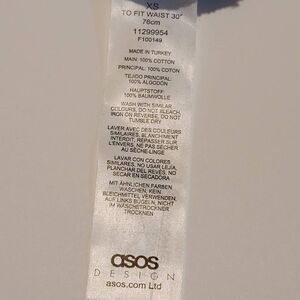 XS
TO FIT WAIST 30"
76cm
11299954
F100149
MADE IN TURKEY
MAIN: 100% COTTON
PRINCIPAL: 100% COTON
TEJIDO PRINCIPAL:
100% ALGODÓN
HAUPTSTOFF:
100% BAUMWOLLE
WASH WITH SIMILAR
COLOURS, DO NOT BLEACH,
IRON ON REVERSE, DO NOT
TUMBLE DRY
LAVER AVEC DES COULEURS
SIMILAIRES, BLANCHIMENT
INTERDIT, REPASSER SUR
L'ENVERS, NE PAS SÉCHER
AU SÈCHE-LINGE
LAVAR CON COLORES
SIMILARES, NO USAR LEJÍA,
PLANCHAR DEL REVÉS, NO
SECAR EN SECADORA
MIT ÄHNLICHEN FARBEN
WASCHEN, KEIN
BLEICHMITTEL VERWENDEN,
AUF LINKS BÜGELN, NICHT
IM WÄSCHETROCKNER
TROCKNEN
asos
DESIGN
asos.com Ltd